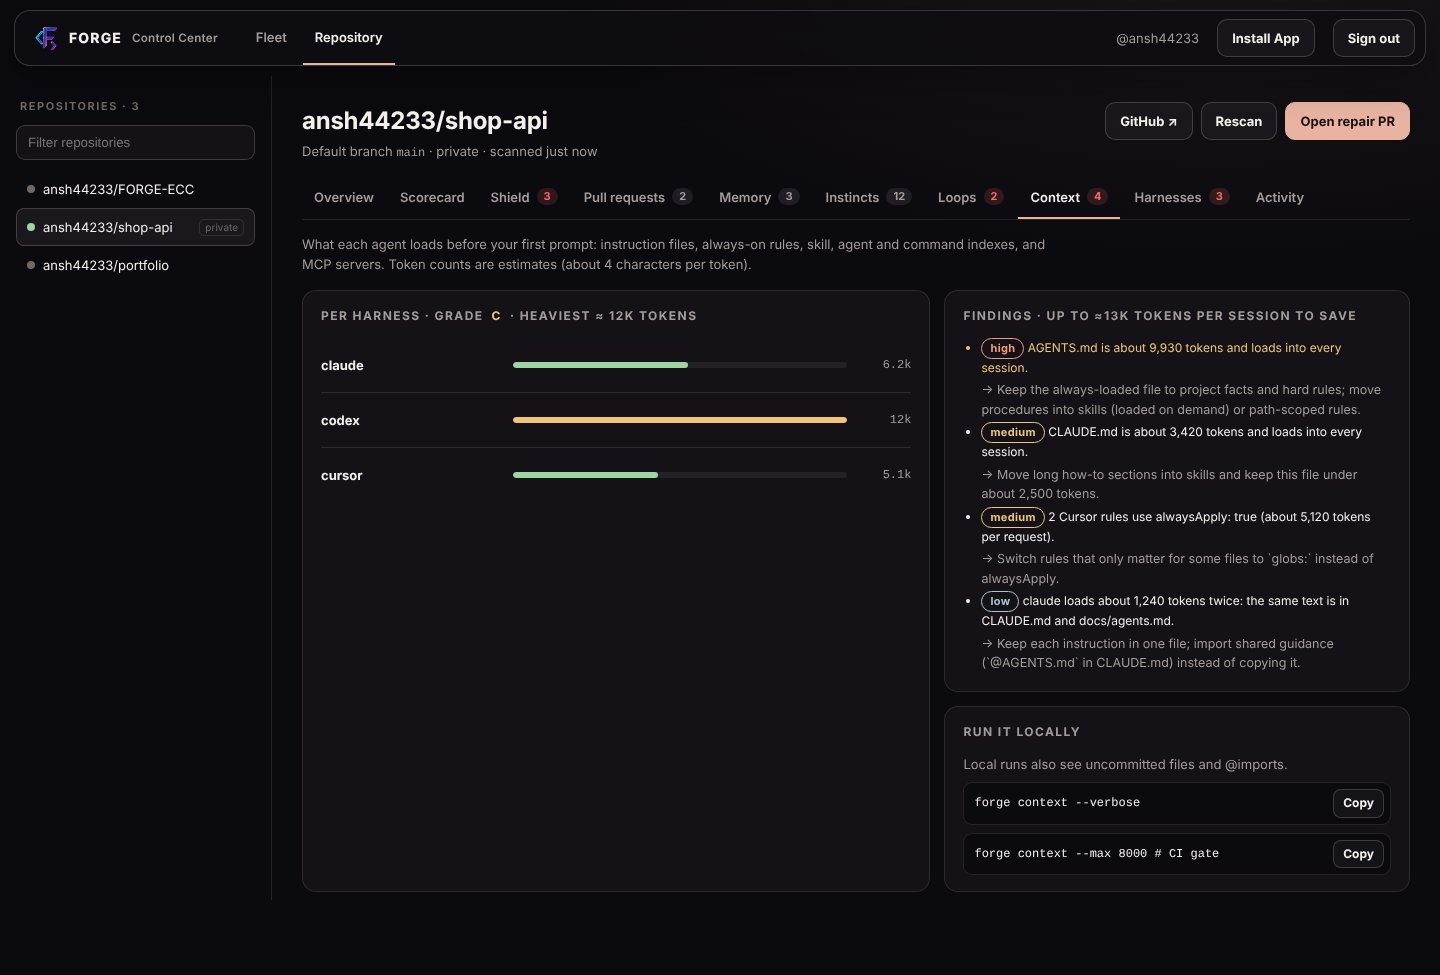 FORGE Control Center Fleet Repository @ansh44233 Install App Sign out
REPOSITORIES · 3
Filter repositories
ansh44233/FORGE-ECC
ansh44233/shop-api private
ansh44233/portfolio
ansh44233/shop-api
GitHub ↗ Rescan Open repair PR
Default branch main · private · scanned just now
Overview Scorecard Shield 3 Pull requests 2 Memory 3 Instincts 12 Loops 2 Context 4 Harnesses 3 Activity
What each agent loads before your first prompt: instruction files, always-on rules, skill, agent and command indexes, and
MCP servers. Token counts are estimates (about 4 characters per token).
PER HARNESS · GRADE C · HEAVIEST ≈ 12K TOKENS
claude 6.2k
codex 12k
cursor 5.1k
FINDINGS · UP TO ≈13K TOKENS PER SESSION TO SAVE
• high AGENTS.md is about 9,930 tokens and loads into every
session.
→ Keep the always-loaded file to project facts and hard rules; move
procedures into skills (loaded on demand) or path-scoped rules.
• medium CLAUDE.md is about 3,420 tokens and loads into every
session.
→ Move long how-to sections into skills and keep this file under
about 2,500 tokens.
• medium 2 Cursor rules use alwaysApply: true (about 5,120 tokens
per request).
→ Switch rules that only matter for some files to `globs:` instead of
alwaysApply.
• low claude loads about 1,240 tokens twice: the same text is in
CLAUDE.md and docs/agents.md.
→ Keep each instruction in one file; import shared guidance
(`@AGENTS.md` in CLAUDE.md) instead of copying it.
RUN IT LOCALLY
Local runs also see uncommitted files and @imports.
forge context --verbose Copy
forge context --max 8000 # CI gate Copy